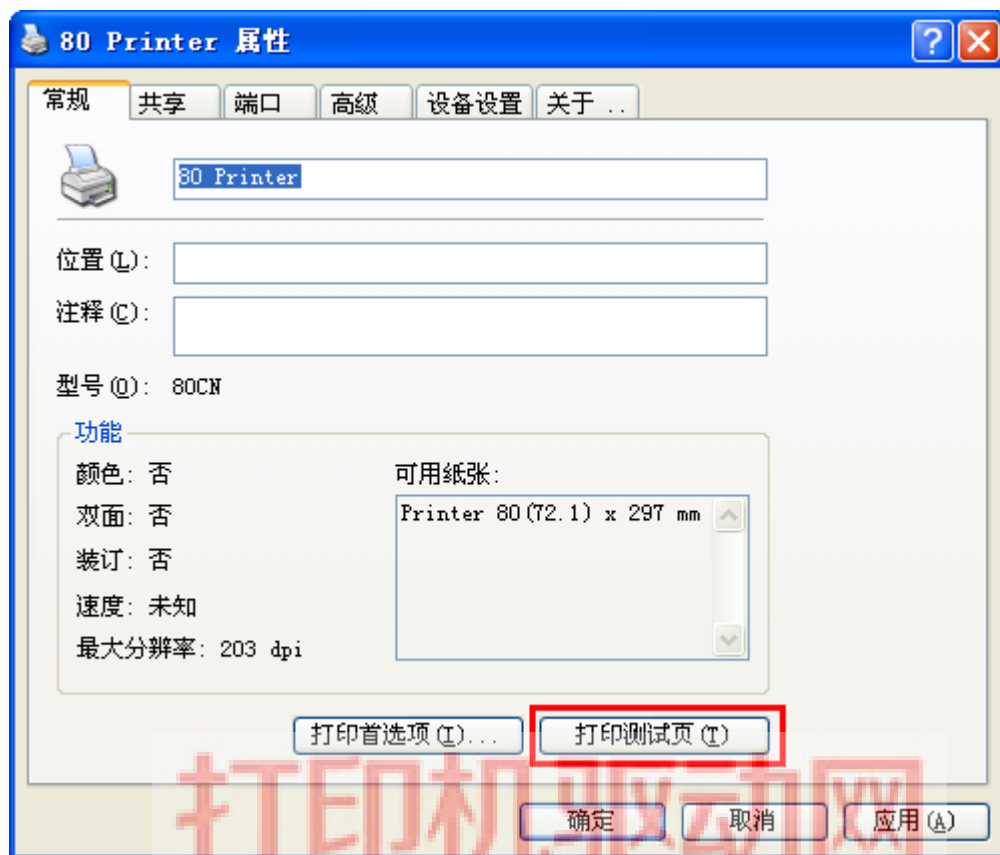 80 Printer 属性
常规 共享 端口 高级 设备设置 关于 ..
80 Printer
位置(L):
注释(C):
型号(O): 80CN
功能
颜色: 否
双面: 否
装订: 否
速度: 未知
最大分辨率: 203 dpi
可用纸张:
Printer 80(72.1) x 297 mm
打印首选项(I)... 打印测试页(T)
打印机驱动网
确定 取消 应用(A)